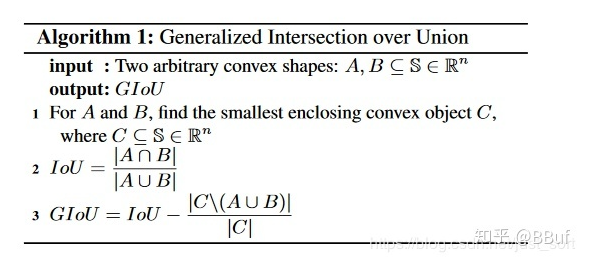 Algorithm 1: Generalized Intersection over Union
input : Two arbitrary convex shapes: A, B ⊆ 𝕊 ∈ ℝⁿ
output: GIoU
1 For A and B, find the smallest enclosing convex object C,
where C ⊆ 𝕊 ∈ ℝⁿ
2 IoU = |A ∩ B| / |A ∪ B|
3 GIoU = IoU − |C\(A ∪ B)| / |C|
知乎 @BBuf